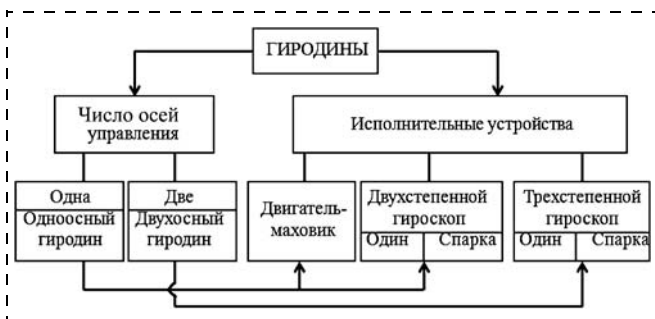 ГИРОДИНЫ
Число осей
управления
Исполнительные устройства
Одна
Одноосный
гиродин
Две
Двухосный
гиродин
Двигатель-
маховик
Двухстепенной
гироскоп
Один
Спарка
Трехстепенной
гироскоп
Один
Спарка